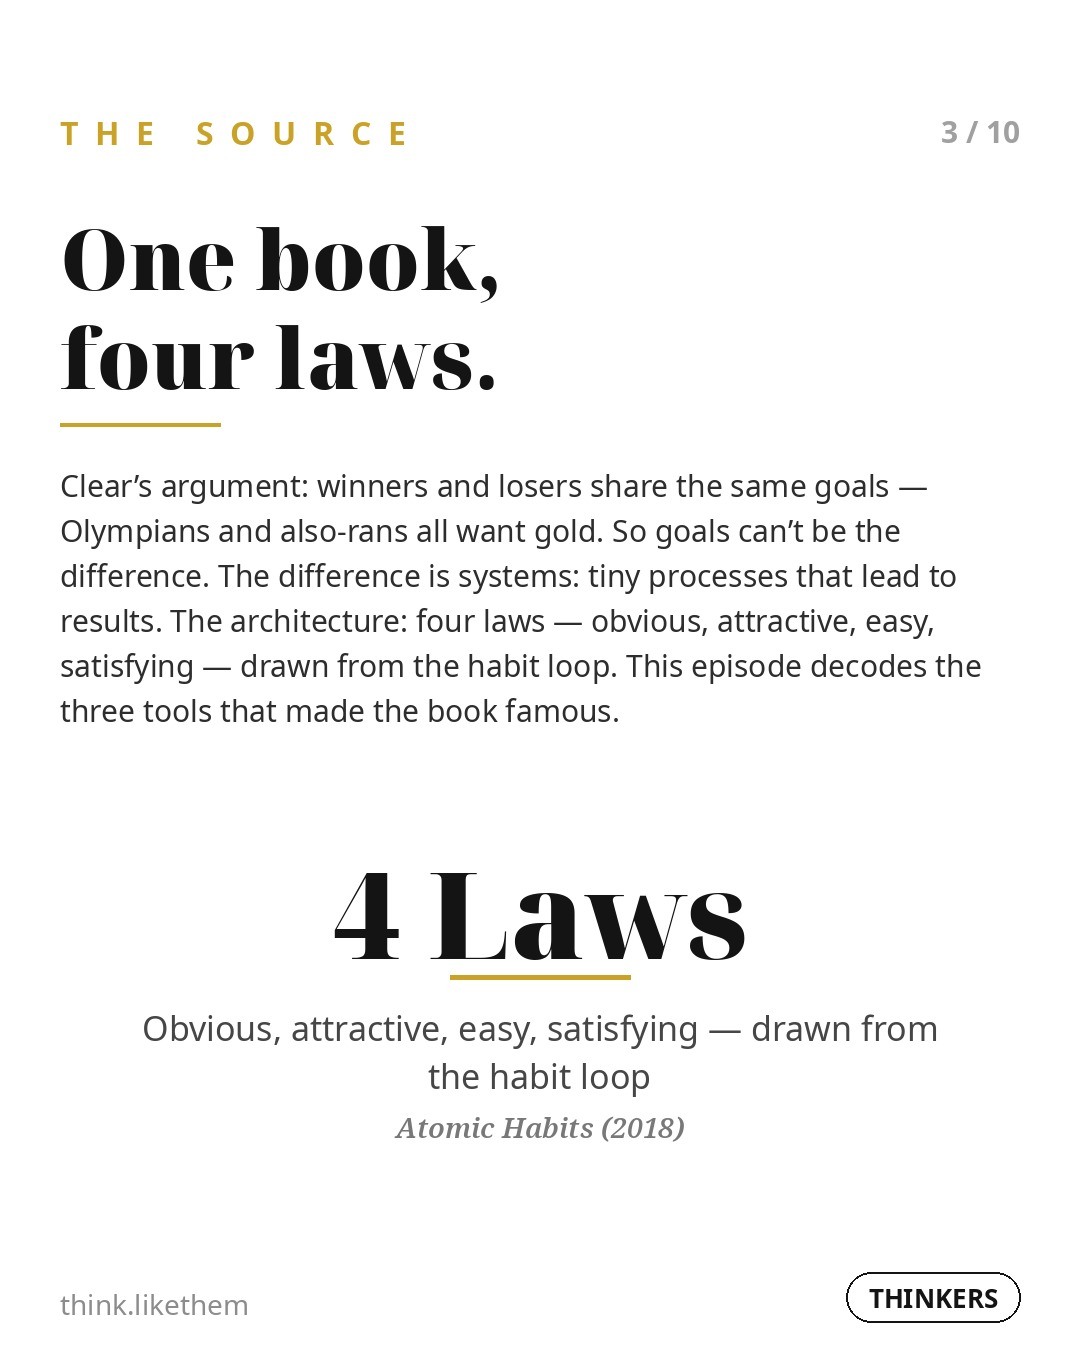 THE SOURCE
3 / 10
One book,
four laws.
Clear’s argument: winners and losers share the same goals —
Olympians and also-rans all want gold. So goals can’t be the
difference. The difference is systems: tiny processes that lead to
results. The architecture: four laws — obvious, attractive, easy,
satisfying — drawn from the habit loop. This episode decodes the
three tools that made the book famous.
4 Laws
Obvious, attractive, easy, satisfying — drawn from
the habit loop
Atomic Habits (2018)
think.likethem
THINKERS